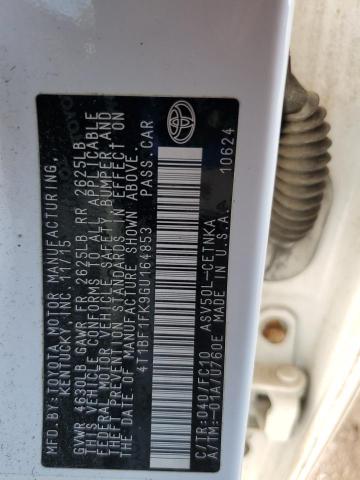 MFD. BY: TOYOTA MOTOR MANUFACTURING,
KENTUCKY, INC. 11/15
GVWR 4630LB GAWR FR 2625LB RR 2625LB
THIS VEHICLE CONFORMS TO ALL APPLICABLE
FEDERAL MOTOR VEHICLE SAFETY, BUMPER, AND
THEFT PREVENTION STANDARDS IN EFFECT ON
THE DATE OF MANUFACTURE SHOWN ABOVE.
4T1BF1FK9GU164853 PASS.CAR
C/TR:0401FC10 ASV50L-CETNKA
A/TM:-01A/U760E MADE IN U.S.A. 10624